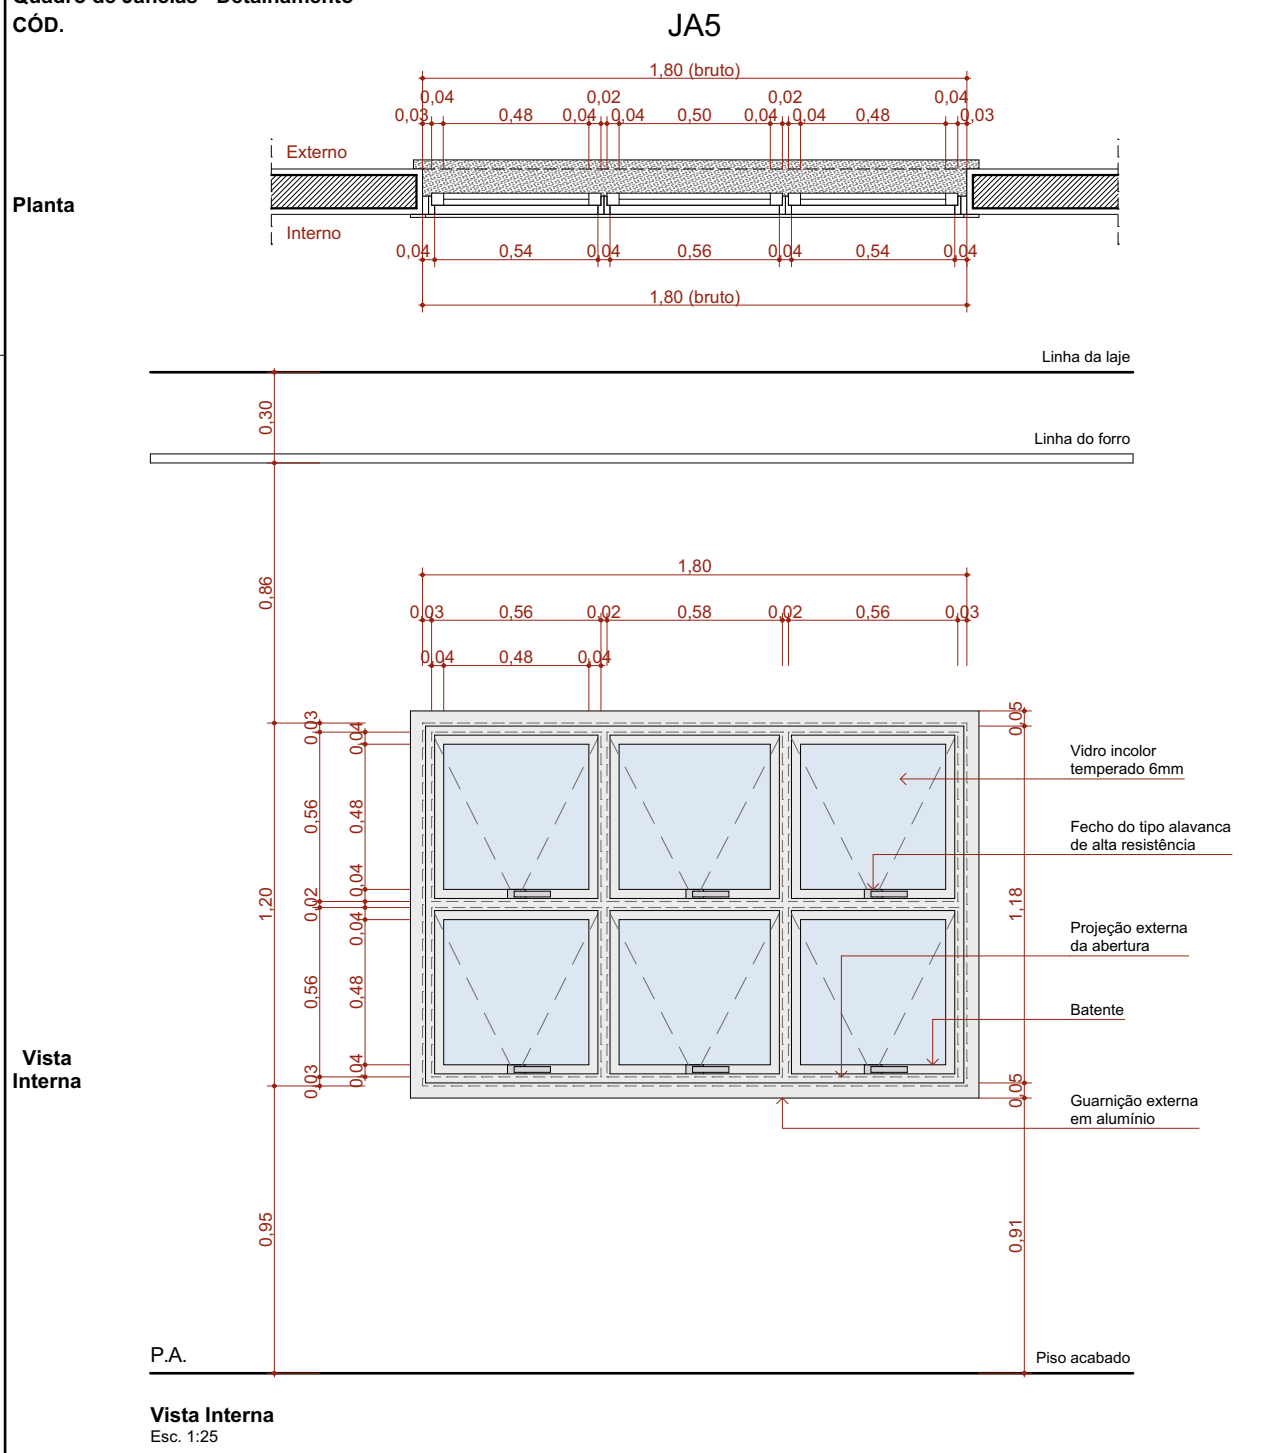 Quadro de Janelas - Detalhamento
CÓD.
JA5
1,80 (bruto)
0,04 0,02 0,02 0,04
0,03 0,48 0,04 0,04 0,50 0,04 0,04 0,48 0,03
Externo
Planta
Interno
0,04 0,54 0,04 0,56 0,04 0,54 0,04
1,80 (bruto)
Linha da laje
0,30
Linha do forro
0,86
1,80
0,03 0,56 0,02 0,58 0,02 0,56 0,03
0,04 0,48 0,04
0,03
0,04
0,05
Vidro incolor
temperado 6mm
0,56
0,48
Fecho do tipo alavanca
de alta resistência
0,04
1,20
0,02
1,18
0,04
Projeção externa
da abertura
0,56
0,48
Batente
Vista
Interna
0,03
0,04
0,05
Guarnição externa
em alumínio
0,95
0,91
P.A.
Piso acabado
Vista Interna
Esc. 1:25